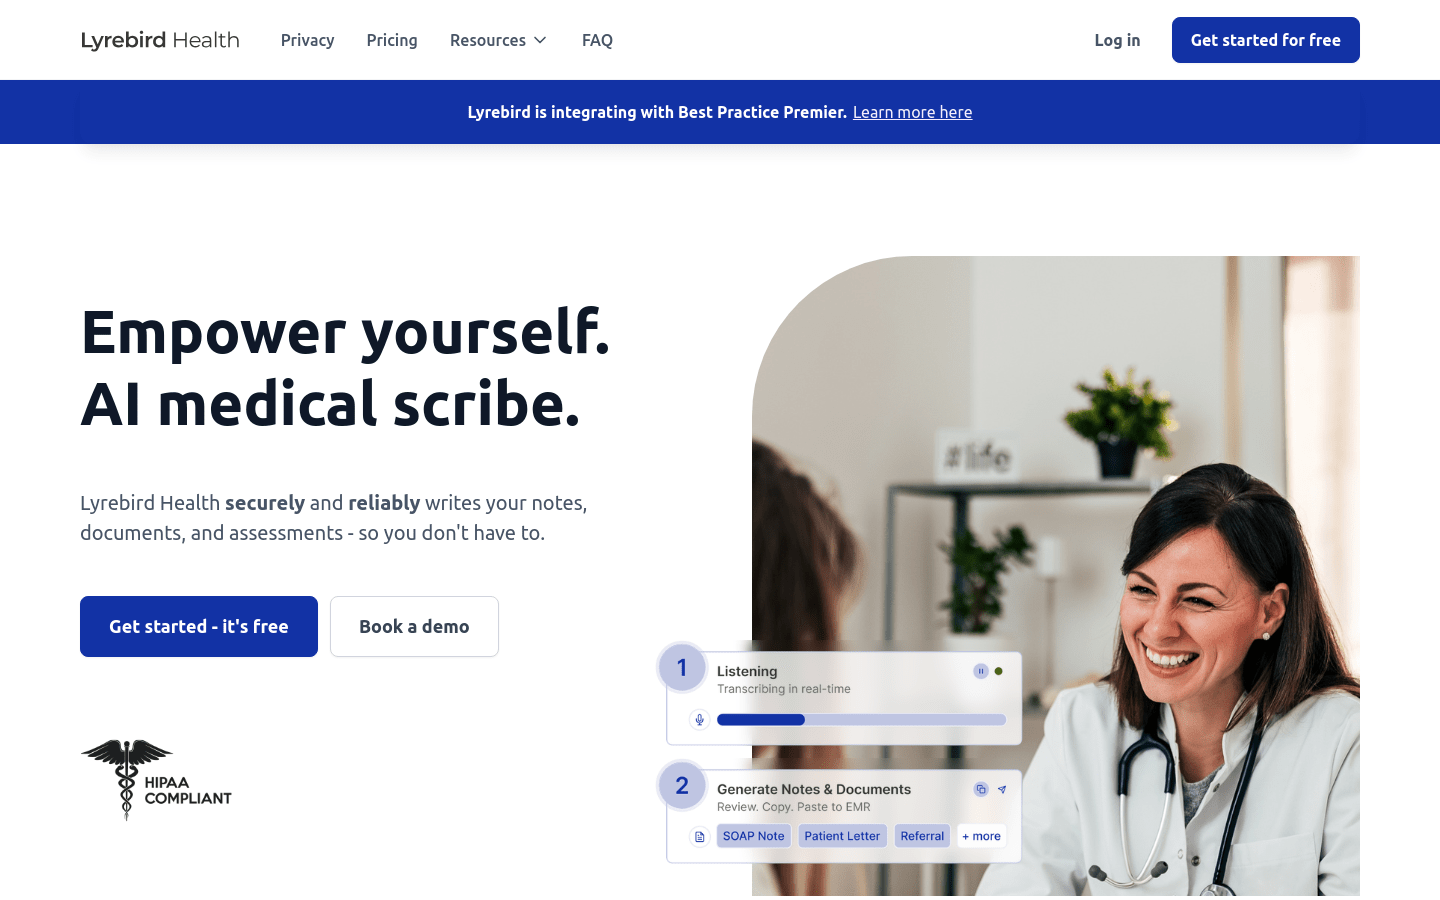 Lyrebird Health
Privacy
Pricing
Resources
FAQ
Log in
Get started for free
Lyrebird is integrating with Best Practice Premier. Learn more here
Empower yourself.
AI medical scribe.
Lyrebird Health securely and reliably writes your notes,
documents, and assessments - so you don't have to.
Get started - it's free
Book a demo
HIPAA
COMPLIANT
#life
1
Listening
Transcribing in real-time
2
Generate Notes & Documents
Review. Copy. Paste to EMR
SOAP Note
Patient Letter
Referral
+ more